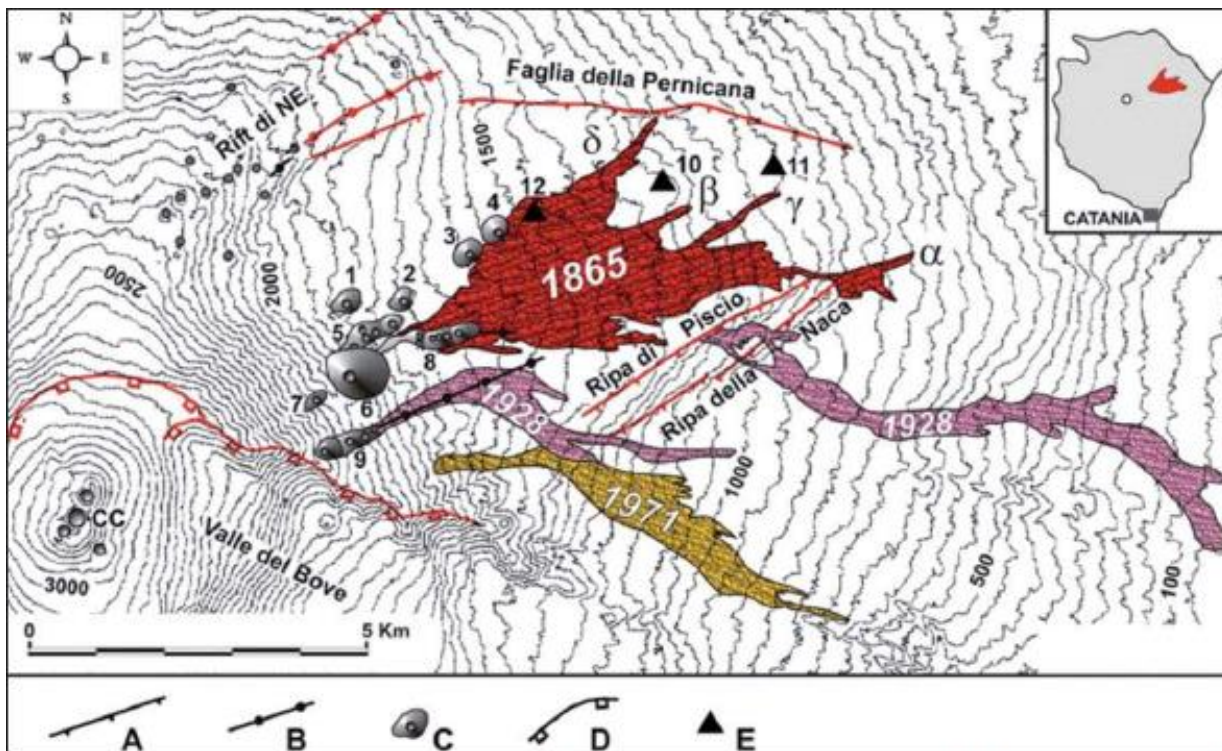 N
W E
S
Rift di NE
Faglia della Pernicana
1500
δ
10
11
12
β
γ
4
3
1865
α
CATANIA
2500
2000
1
2
5
8
Ripa di Piscio
Ripa della Naca
7
6
1928
1928
9
1971
1000
CC
Valle del Bove
3000
500
100
0 5 Km
A B C D E